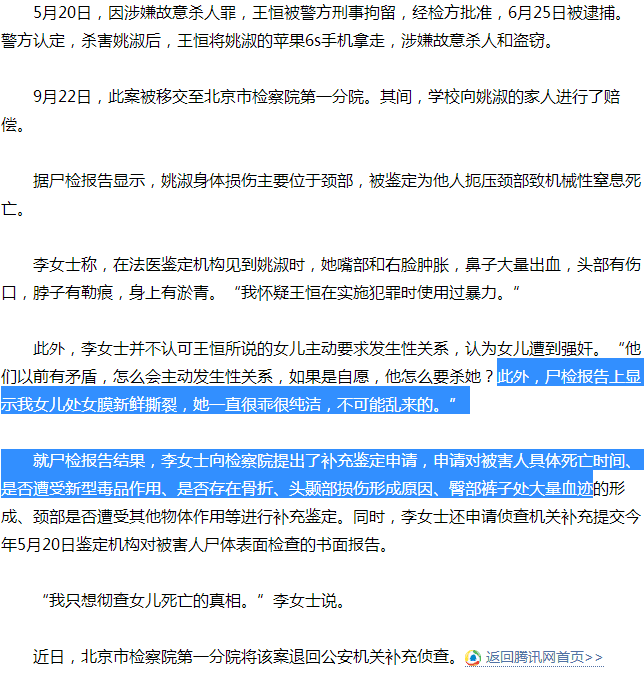 5月20日，因涉嫌故意杀人罪，王恒被警方刑事拘留，经检方批准，6月25日被逮捕。
警方认定，杀害姚淑后，王恒将姚淑的苹果6s手机拿走，涉嫌故意杀人和盗窃。
9月22日，此案被移交至北京市检察院第一分院。其间，学校向姚淑的家人进行了赔
偿。
据尸检报告显示，姚淑身体损伤主要位于颈部，被鉴定为他人扼压颈部致机械性窒息死
亡。
李女士称，在法医鉴定机构见到姚淑时，她嘴部和右脸肿胀，鼻子大量出血，头部有伤
口，脖子有勒痕，身上有淤青。“我怀疑王恒在实施犯罪时使用过暴力。“
此外，李女士并不认可王恒所说的女儿主动要求发生性关系，认为女儿遭到强奸。“他
们以前有矛盾，怎么会主动发生性关系，如果是自愿，他怎么要杀她？此外，尸检报告上显
示我女儿处女膜新鲜撕裂，她一直很乖很纯洁，不可能乱来的。”
就尸检报告结果，李女士向检察院提出了补充鉴定申请，申请对被害人具体死亡时间、
是否遭受新型毒品作用、是否存在骨折、头颞部损伤形成原因、臀部裤子处大量血迹的形
成、颈部是否遭受其他物体作用等进行补充鉴定。同时，李女士还申请侦查机关补充提交今
年5月20日鉴定机构对被害人尸体表面检查的书面报告。
“我只想彻查女儿死亡的真相。”李女士说。
近日，北京市检察院第一分院将该案退回公安机关补充侦查。返回腾讯网首页>>